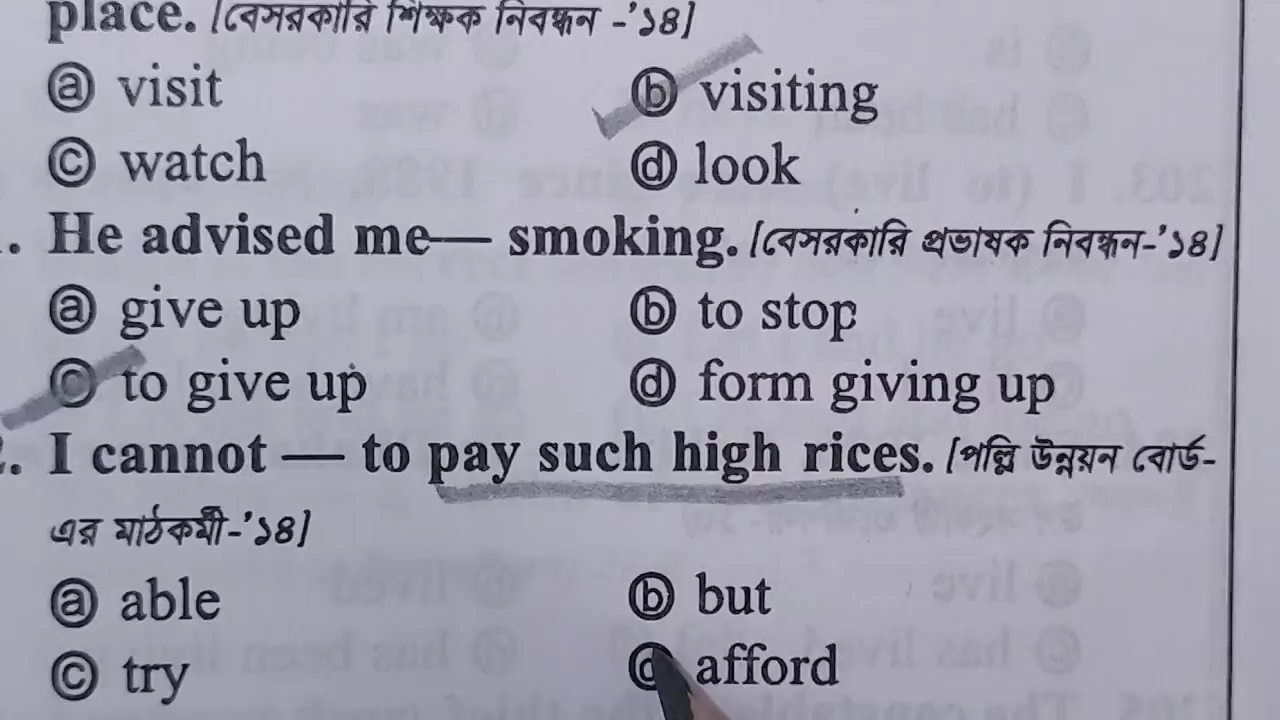 place. [বেসরকারি শিক্ষক নিবন্ধন -'১৪]
ⓐ visit ⓑ visiting
ⓒ watch ⓓ look
. He advised me— smoking. [বেসরকারি প্রভাষক নিবন্ধন-'১৪]
ⓐ give up ⓑ to stop
ⓒ to give up ⓓ form giving up
. I cannot — to pay such high rices. [পল্লি উন্নয়ন বোর্ড-
এর মাঠকর্মী-'১৪]
ⓐ able ⓑ but
ⓒ try ⓓ afford